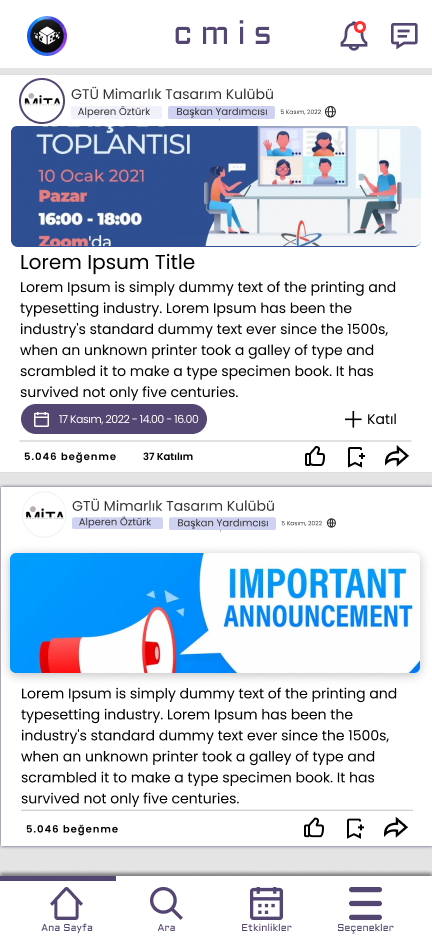 cmis
MİTA
GTÜ Mimarlık Tasarım Kulübü
Alperen Öztürk Başkan Yardımcısı 5 Kasım, 2022
TOPLANTISI
10 Ocak 2021
Pazar
16:00 - 18:00
Zoom'da
Lorem Ipsum Title
Lorem Ipsum is simply dummy text of the printing and
typesetting industry. Lorem Ipsum has been the
industry's standard dummy text ever since the 1500s,
when an unknown printer took a galley of type and
scrambled it to make a type specimen book. It has
survived not only five centuries.
17 Kasım, 2022 - 14.00 - 16.00 Katıl
5.046 beğenme 37 Katılım
MİTA
GTÜ Mimarlık Tasarım Kulübü
Alperen Öztürk Başkan Yardımcısı 5 Kasım, 2022
IMPORTANT
ANNOUNCEMENT
Lorem Ipsum is simply dummy text of the printing and
typesetting industry. Lorem Ipsum has been the
industry's standard dummy text ever since the 1500s,
when an unknown printer took a galley of type and
scrambled it to make a type specimen book. It has
survived not only five centuries.
5.046 beğenme
Ana Sayfa Ara Etkinlikler Seçenekler